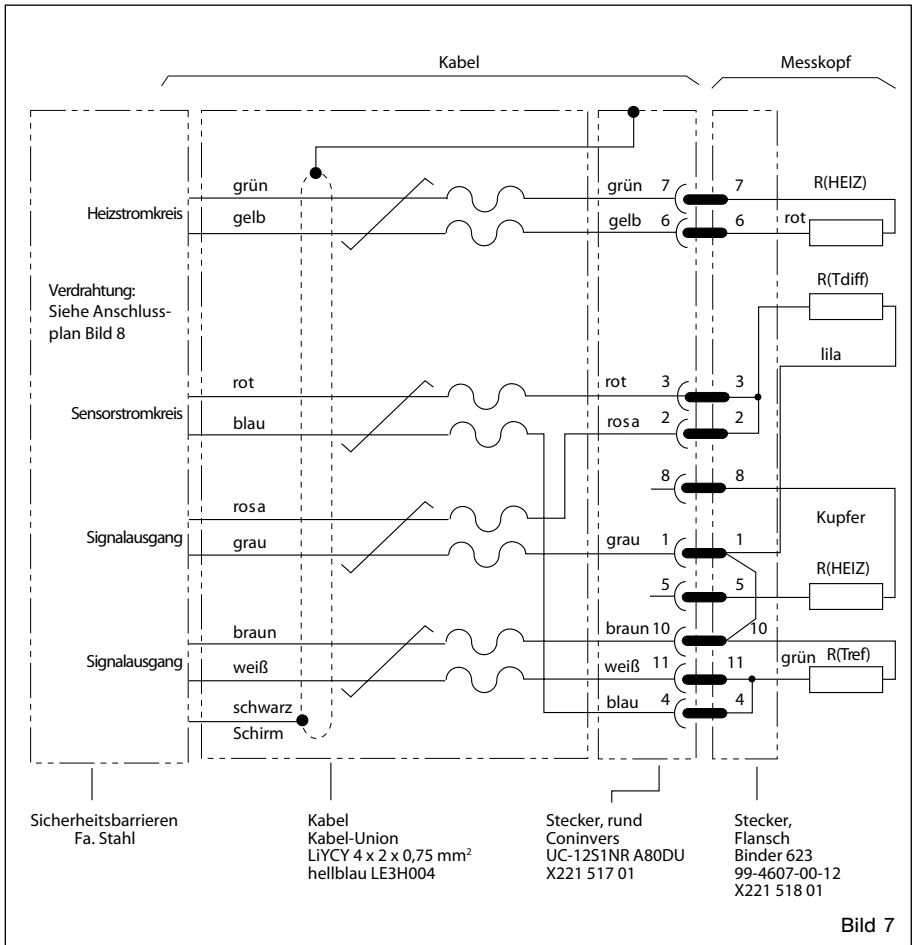 Kabel
Messkopf
grün
grün 7
7
R(HEIZ)
Heizstromkreis
gelb
gelb 6
6
rot
Verdrahtung:
Siehe Anschluss-
plan Bild 8
R(Tdiff)
lila
rot
rot 3
3
Sensorstromkreis
blau
rosa 2
2
8
8
rosa
Kupfer
Signalausgang
grau
grau 1
1
R(HEIZ)
5
5
braun
braun 10
10
Signalausgang
weiß
weiß 11
11
grün
R(Tref)
blau 4
4
schwarz
Schirm
Sicherheitsbarrieren
Fa. Stahl
Kabel
Kabel-Union
LiYCY 4 x 2 x 0,75 mm²
hellblau LE3H004
Stecker, rund
Coninvers
UC-12S1NR A80DU
X221 517 01
Stecker,
Flansch
Binder 623
99-4607-00-12
X221 518 01
Bild 7